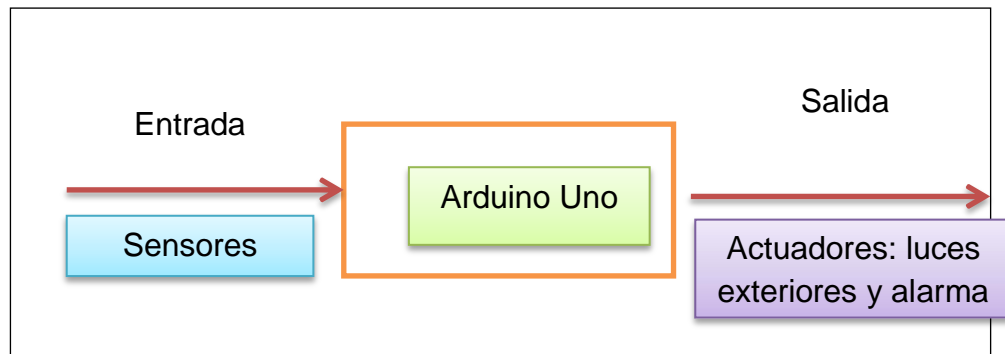 Entrada
Salida
Arduino Uno
Sensores
Actuadores: luces
exteriores y alarma